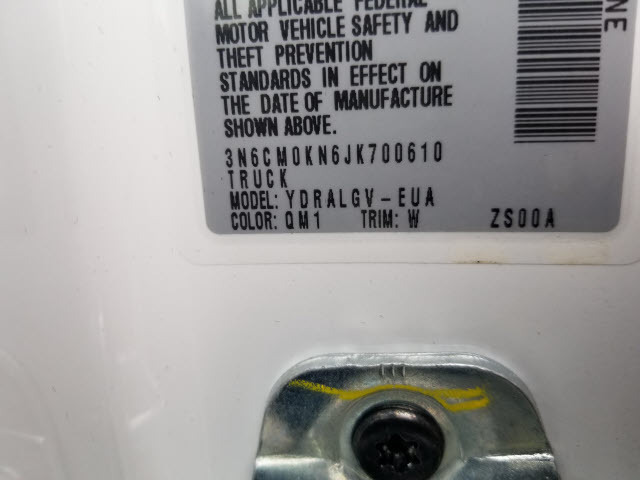 ALL APPLICABLE FEDERAL
MOTOR VEHICLE SAFETY AND
THEFT PREVENTION
STANDARDS IN EFFECT ON
THE DATE OF MANUFACTURE
SHOWN ABOVE.
3N6CM0KN6JK700610
TRUCK
MODEL: YDRALGV-EUA
COLOR: QM1 TRIM: W ZS00A
NE